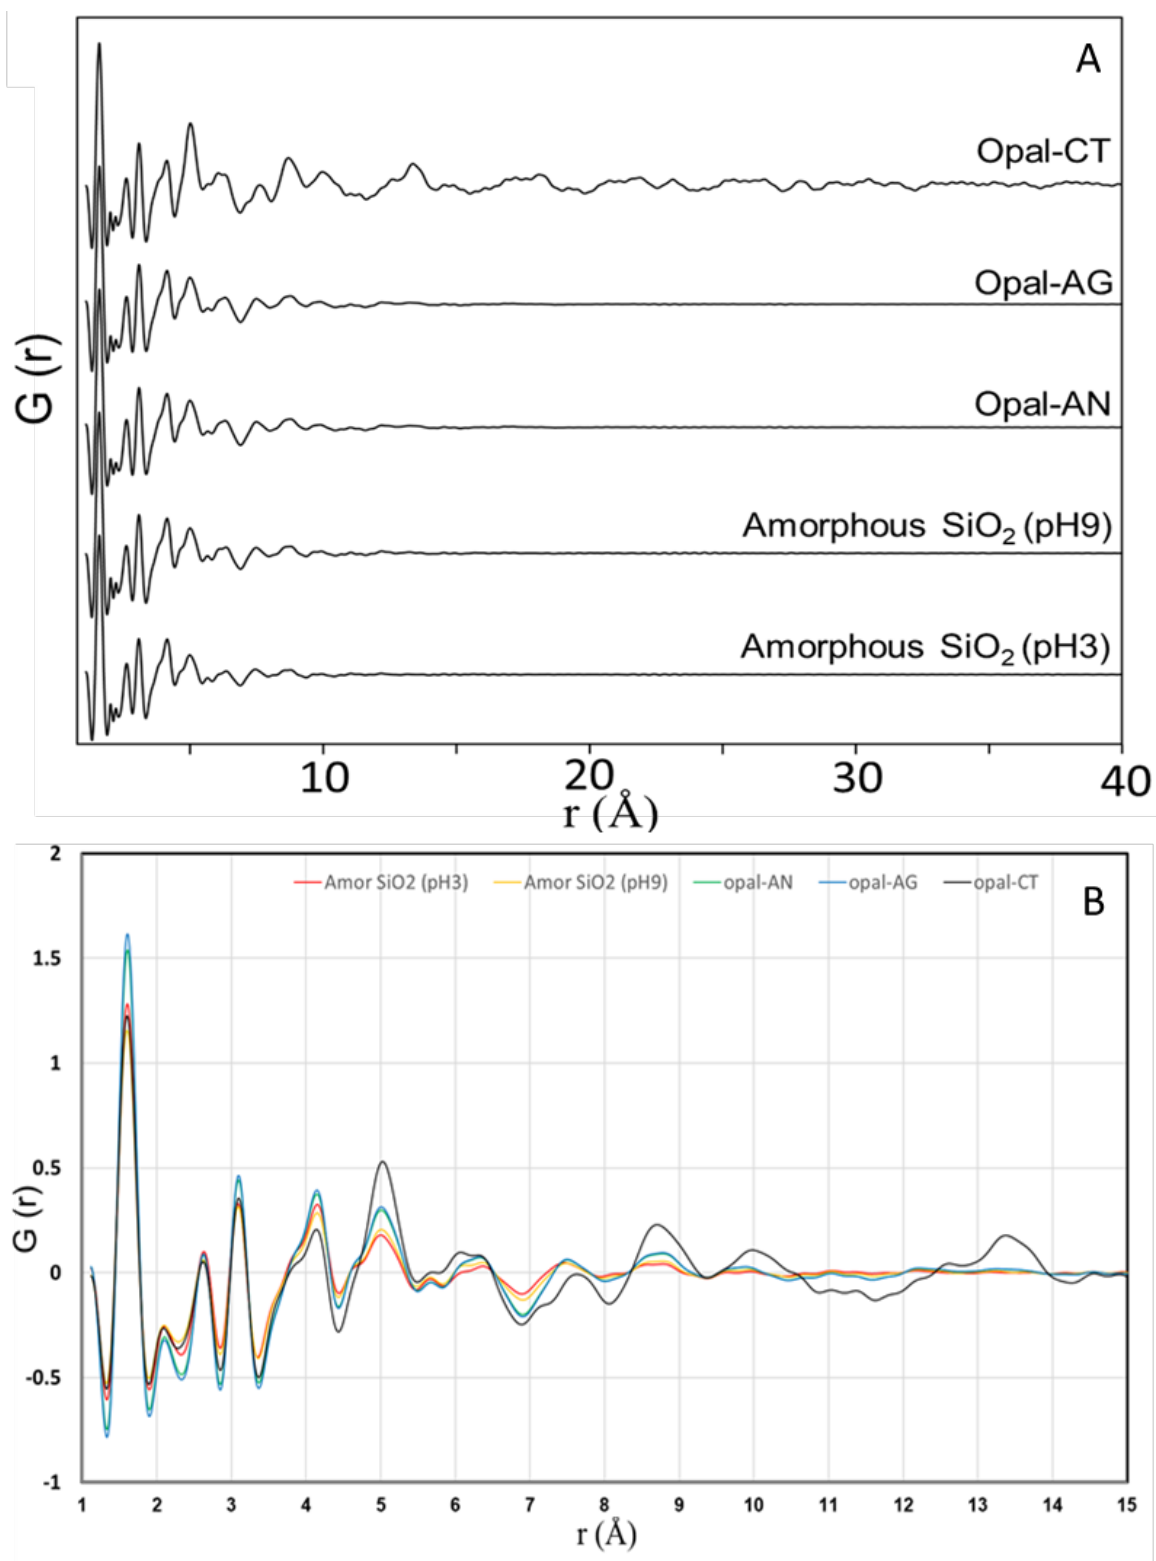 A
Opal-CT
Opal-AG
Opal-AN
Amorphous SiO₂ (pH9)
Amorphous SiO₂ (pH3)
G (r)
10 20 30 40
r (Å)
2
Amor SiO2 (pH3) Amor SiO2 (pH9) opal-AN opal-AG opal-CT
B
1.5
1
0.5
0
-0.5
-1
G (r)
1 2 3 4 5 6 7 8 9 10 11 12 13 14 15
r (Å)